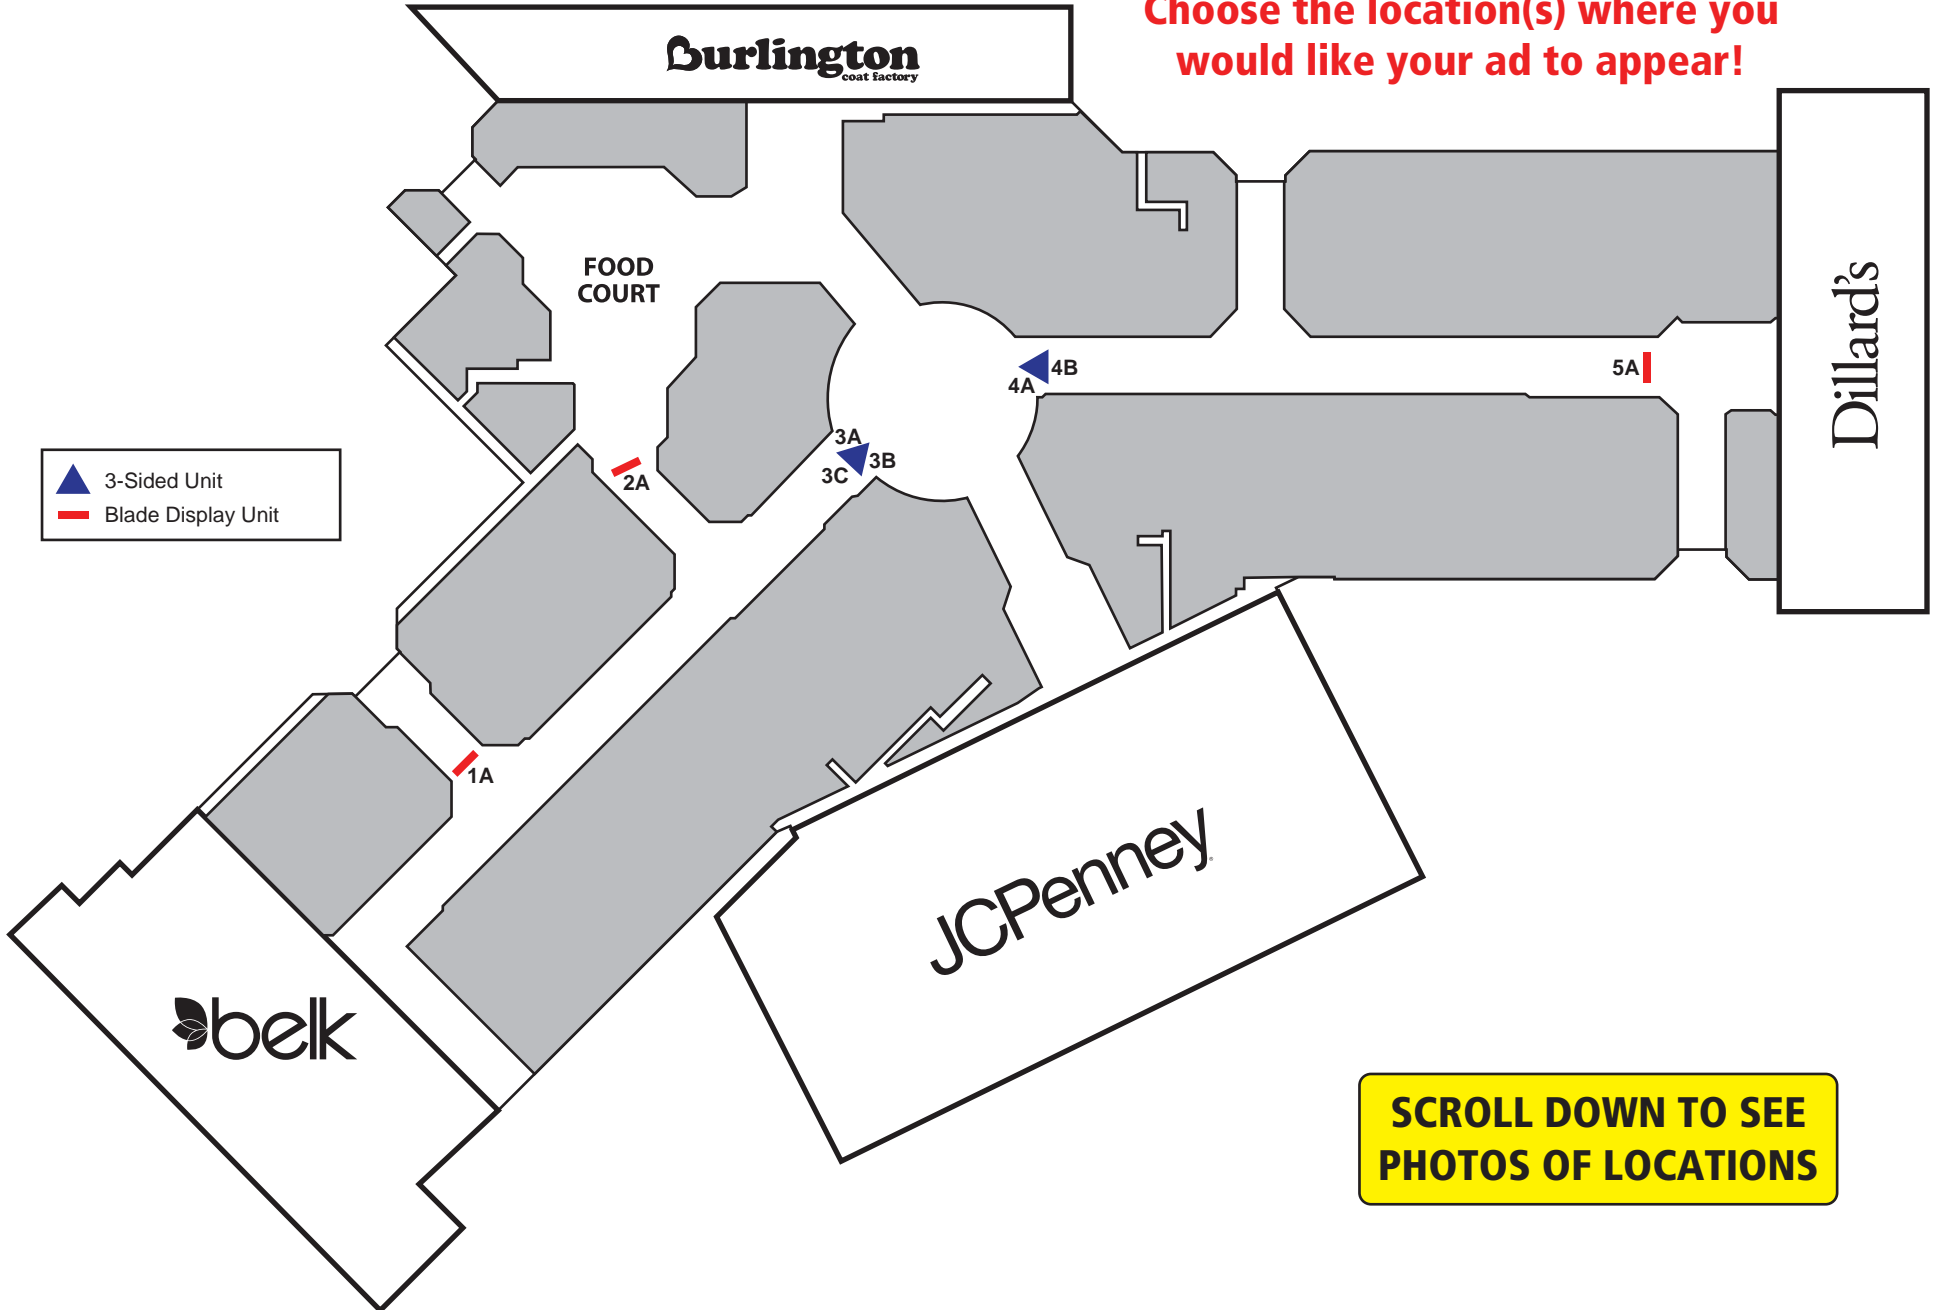 Choose the location(s) where you
would like your ad to appear!
Burlington
coat factory
Dillard's
FOOD
COURT
4B
4A
5A
3A
3B
3C
2A
3-Sided Unit
Blade Display Unit
1A
JCPenney
belk
SCROLL DOWN TO SEE
PHOTOS OF LOCATIONS